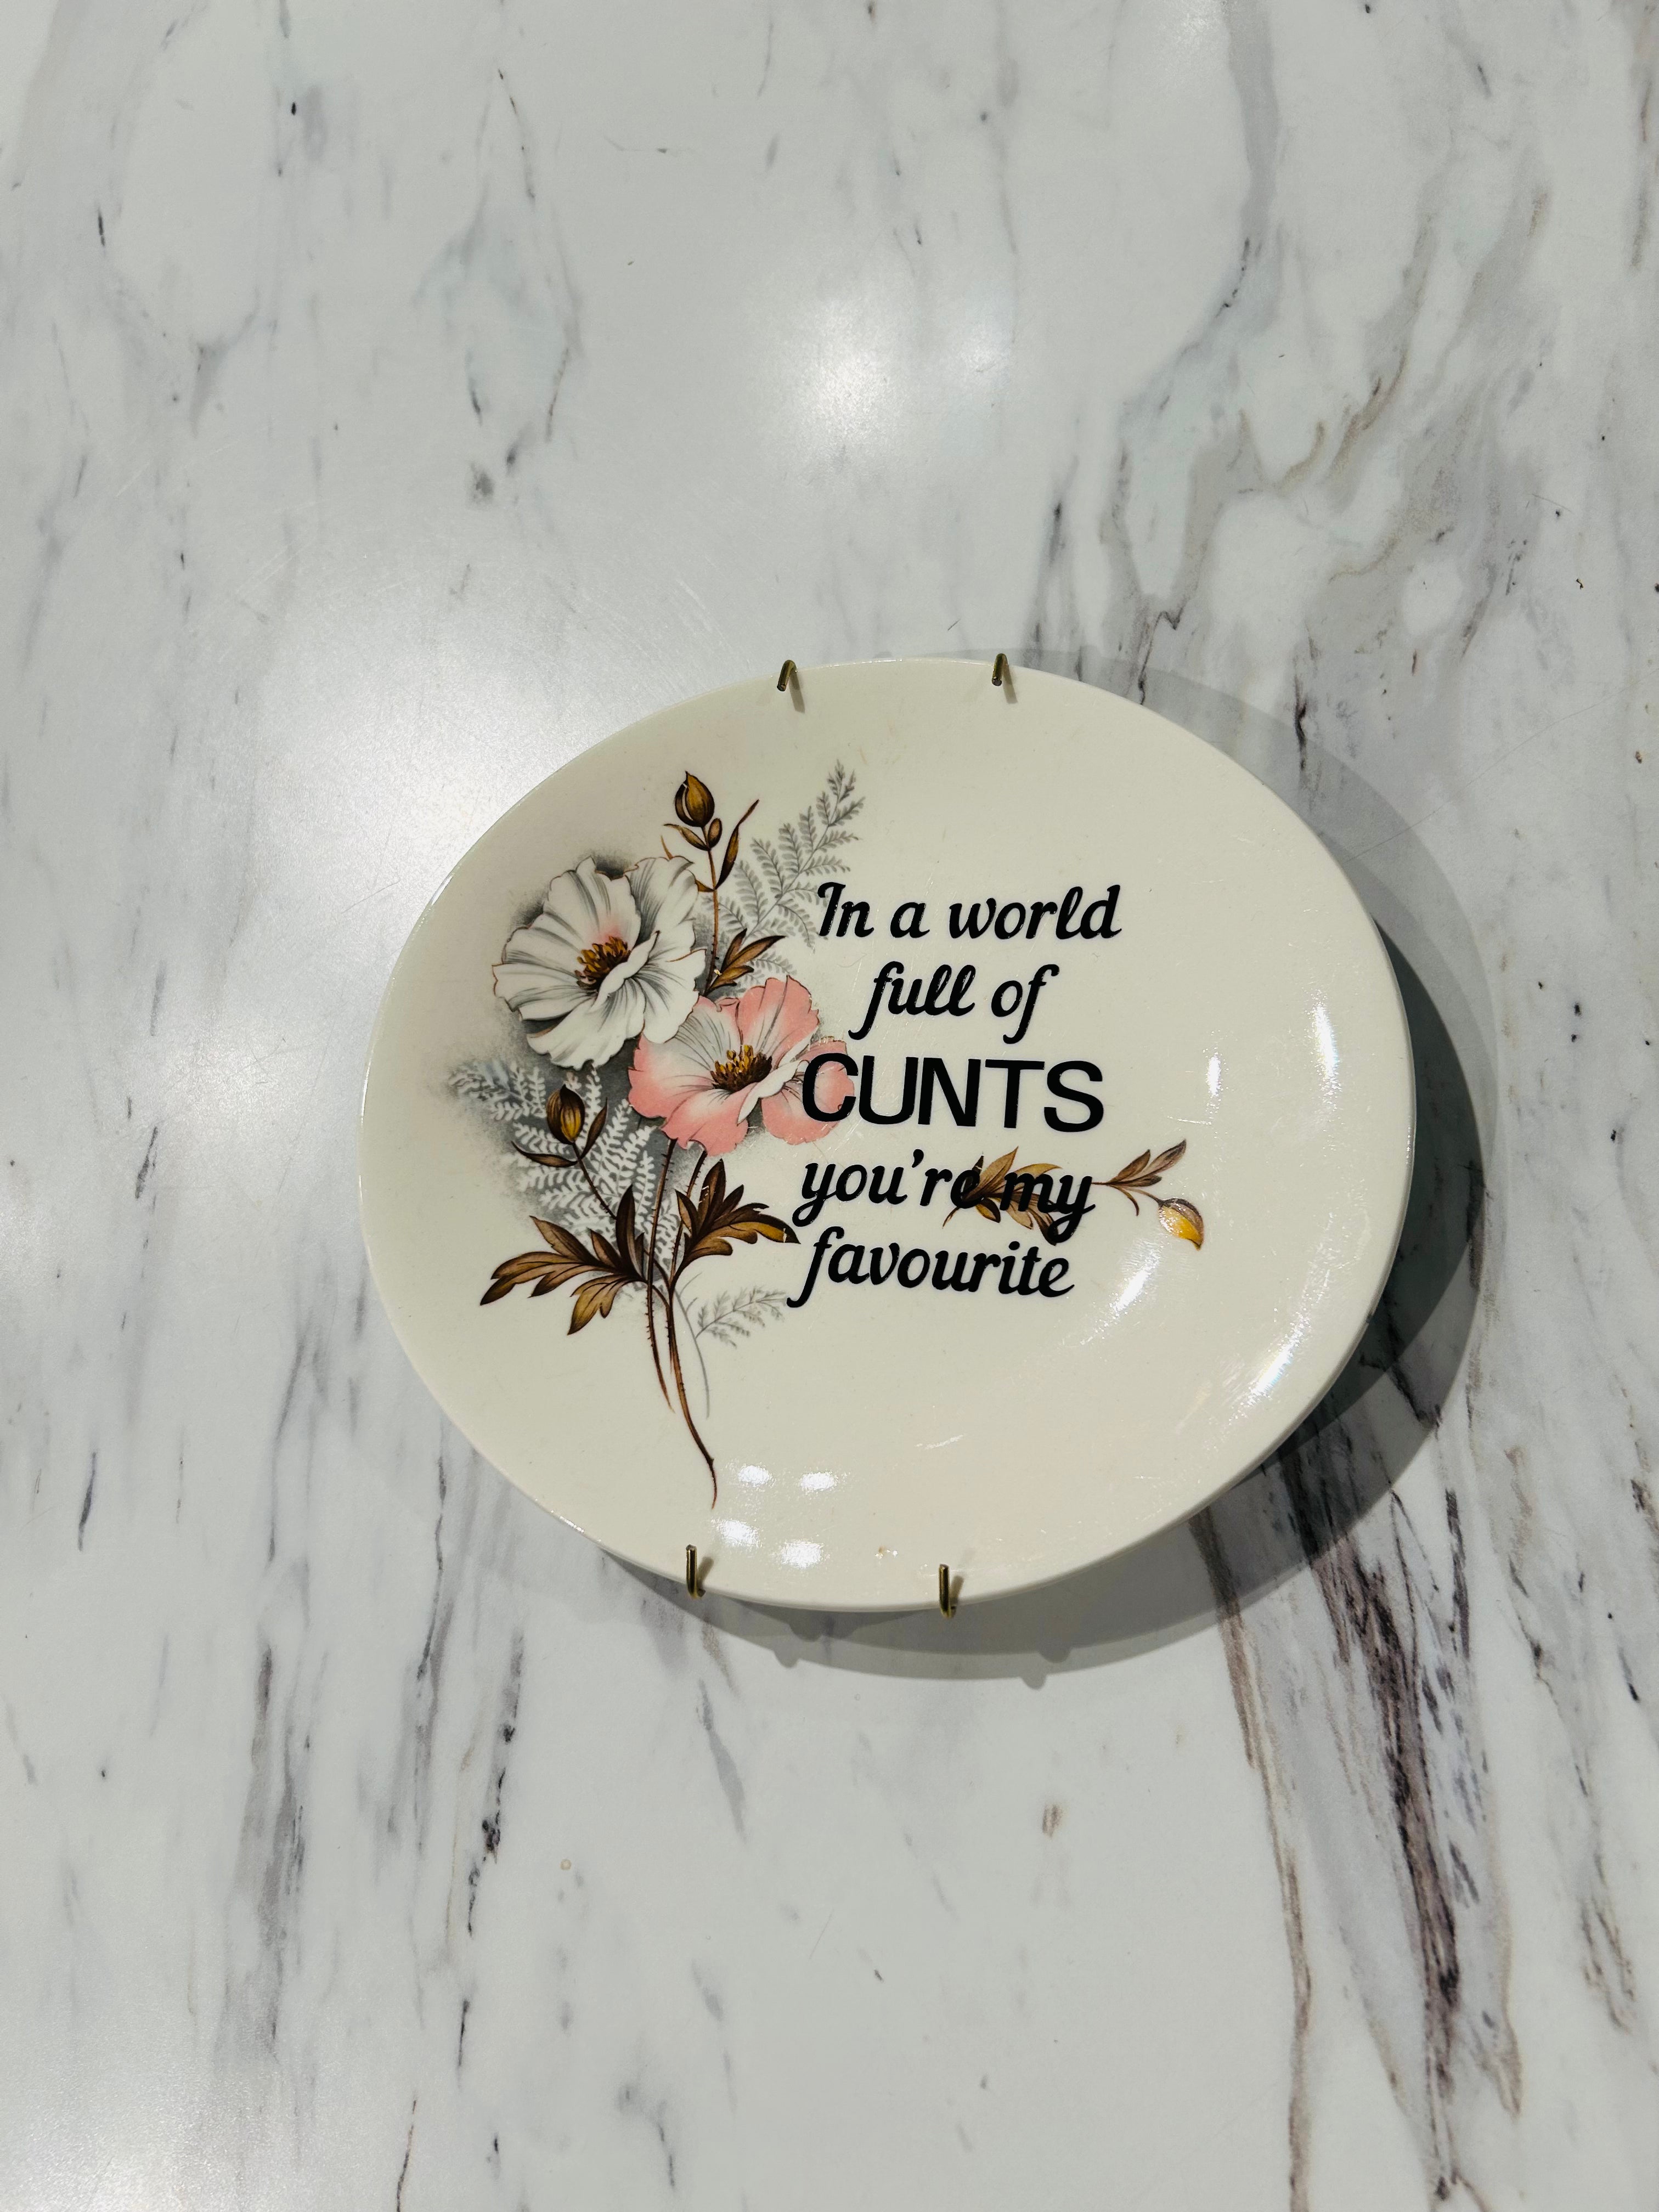 In a world
full of
CUNTS
you're my
favourite